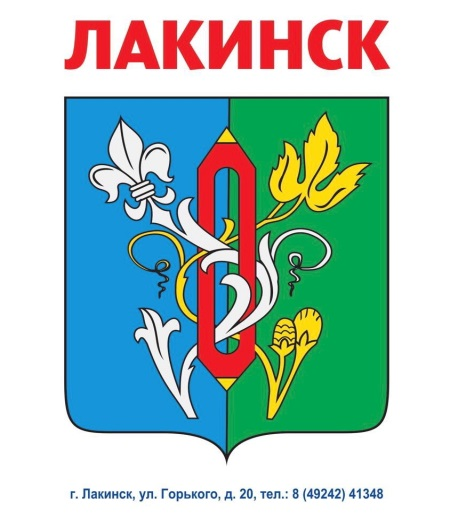 ЛАКИНСК
г. Лакинск, ул. Горького, д. 20, тел.: 8 (49242) 41348